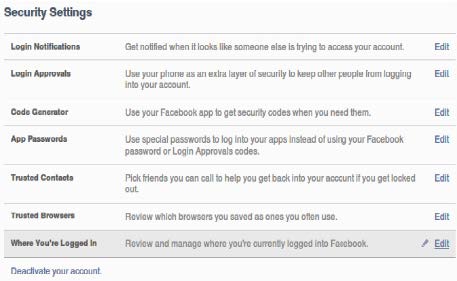 Security Settings
Login Notifications Get notified when it looks like someone else is trying to access your account. Edit
Login Approvals Use your phone as an extra layer of security to keep other people from logging Edit
into your account.
Code Generator Use your Facebook app to get security codes when you need them. Edit
App Passwords Use special passwords to log into your apps instead of using your Facebook Edit
password or Login Approvals codes.
Trusted Contacts Pick friends you can call to help you get back into your account if you get locked Edit
out.
Trusted Browsers Review which browsers you saved as ones you often use. Edit
Where You're Logged In Review and manage where you're currently logged into Facebook. Edit
Deactivate your account.